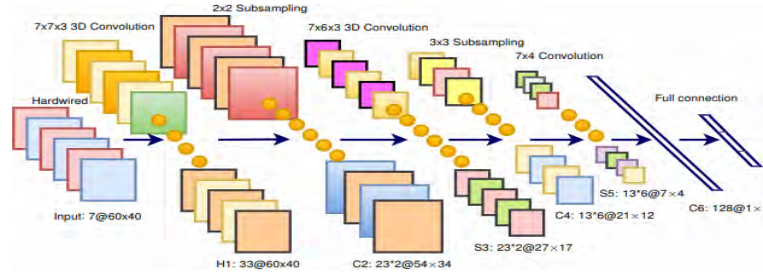 2x2 Subsampling
7x7x3 3D Convolution
7x6x3 3D Convolution
3x3 Subsampling
7x4 Convolution
Hardwired
Full connection
Input: 7@60x40
H1: 33@60x40
C2: 23*2@54×34
S3: 23*2@27×17
C4: 13*6@21×12
S5: 13*6@7×4
C6: 128@1×